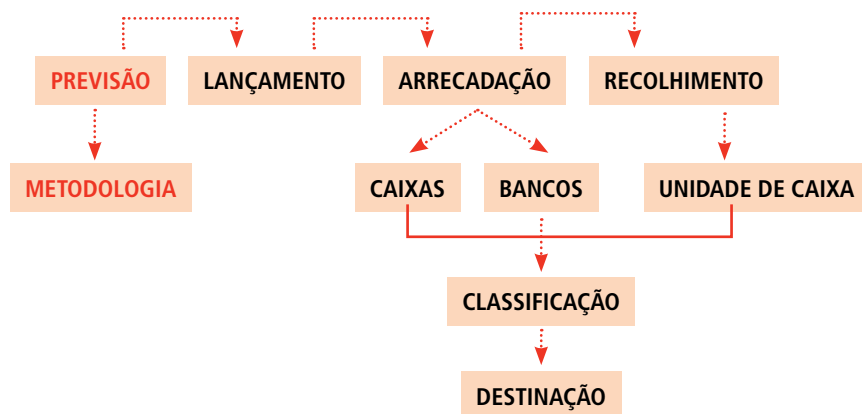 PREVISÃO
LANÇAMENTO
ARRECADAÇÃO
RECOLHIMENTO
METODOLOGIA
CAIXAS
BANCOS
UNIDADE DE CAIXA
CLASSIFICAÇÃO
DESTINAÇÃO